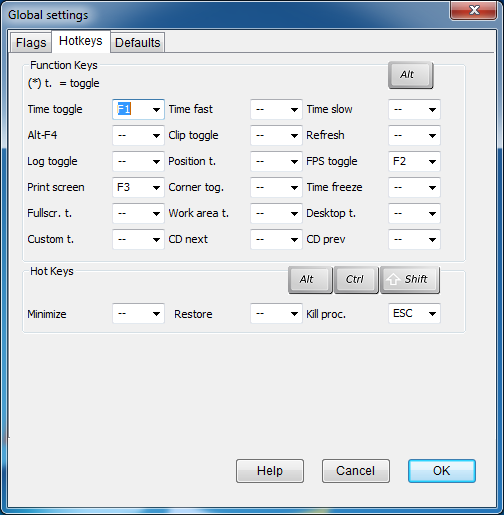 Global settings
Flags Hotkeys Defaults
Function Keys
(*) t. = toggle Alt
Time toggle F1 Time fast -- Time slow --
Alt-F4 -- Clip toggle -- Refresh --
Log toggle -- Position t. -- FPS toggle F2
Print screen F3 Corner tog. -- Time freeze --
Fullscr. t. -- Work area t. -- Desktop t. --
Custom t. -- CD next -- CD prev --
Hot Keys Alt Ctrl Shift
Minimize -- Restore -- Kill proc. ESC
Help Cancel OK